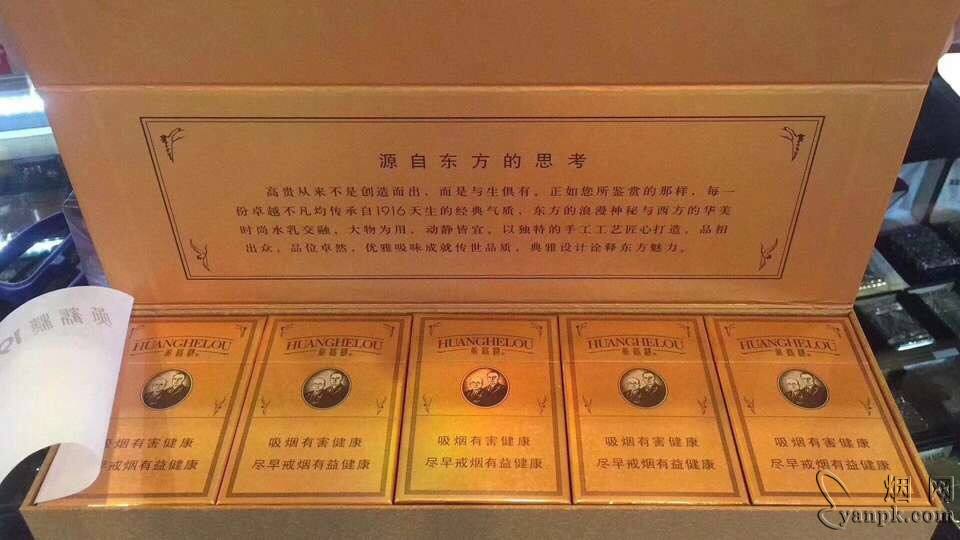 源自东方的思考
高贵从来不是创造而出，而是与生俱有。正如您所鉴赏的那样，每一
份卓越不凡均传承自1916天生的经典气质，东方的浪漫神秘与西方的华美
时尚水乳交融，大物为用，动静皆宜，以独特的手工工艺匠心打造，品相
出众，品位卓然，优雅吸味成就传世品质，典雅设计诠释东方魅力。
HUANGHELOU
吸烟有害健康
尽早戒烟有益健康
HUANGHELOU
吸烟有害健康
尽早戒烟有益健康
HUANGHELOU
吸烟有害健康
尽早戒烟有益健康
HUANGHELOU
吸烟有害健康
尽早戒烟有益健康
HUANGHELOU
吸烟有害健康
尽早戒烟有益健康
烟网
yanpk.com